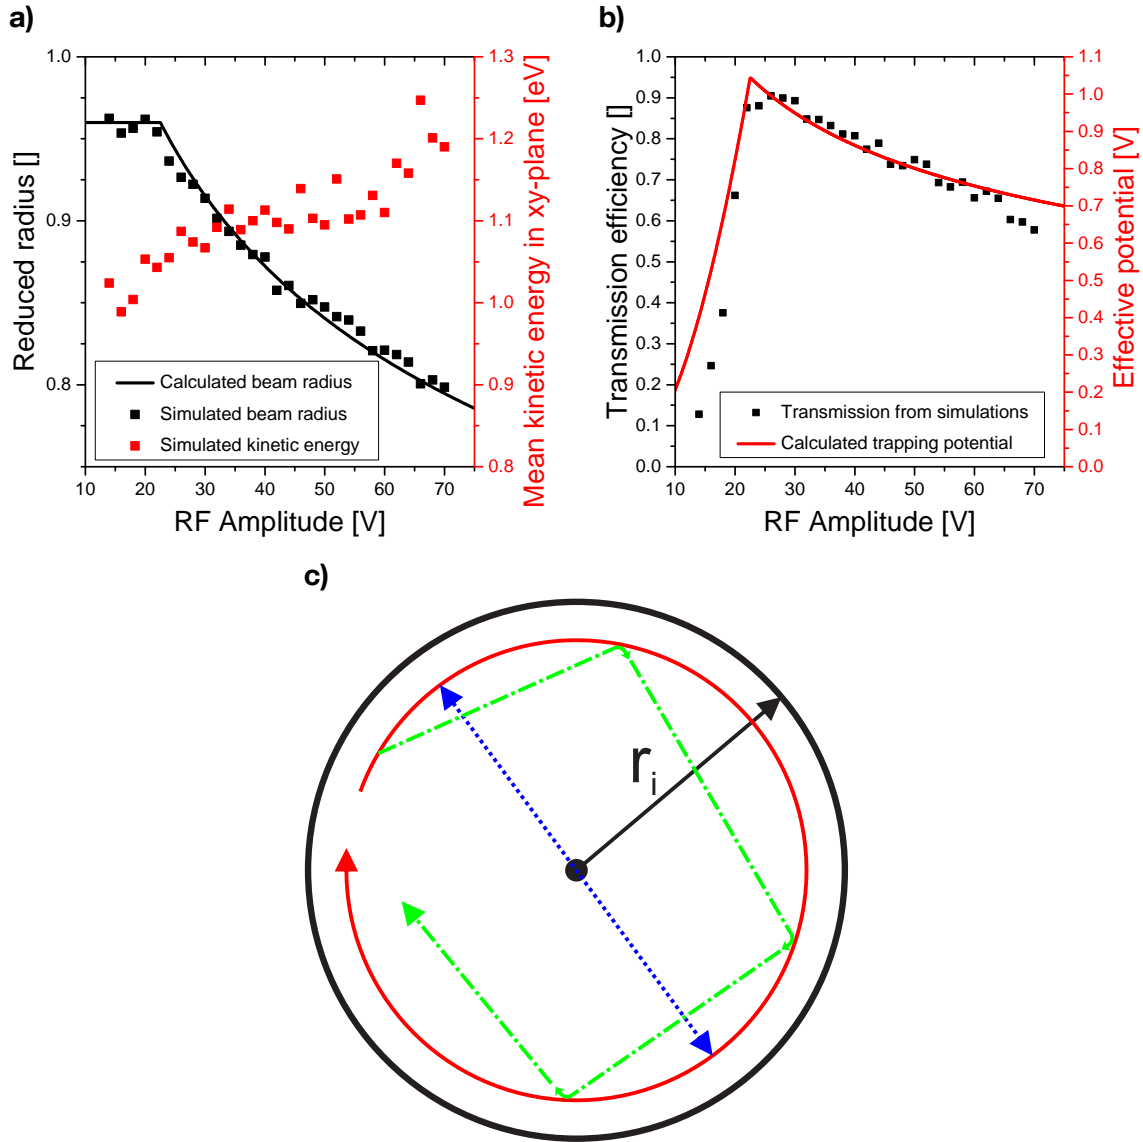 a)
1.0
0.9
0.8
Reduced radius []
10 20 30 40 50 60 70
RF Amplitude [V]
1.3
1.2
1.1
1.0
0.9
0.8
Mean kinetic energy in xy-plane [eV]
Calculated beam radius
Simulated beam radius
Simulated kinetic energy
b)
1.0
0.9
0.8
0.7
0.6
0.5
0.4
0.3
0.2
0.1
0.0
Transmission efficiency []
10 20 30 40 50 60 70
RF Amplitude [V]
1.1
1.0
0.9
0.8
0.7
0.6
0.5
0.4
0.3
0.2
0.1
0.0
Effective potential [V]
Transmission from simulations
Calculated trapping potential
c)
ri